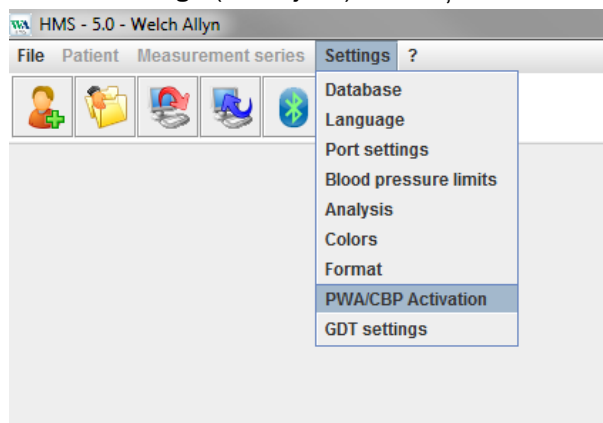 WA HMS - 5.0 - Welch Allyn
File Patient Measurement series Settings ?
Database
Language
Port settings
Blood pressure limits
Analysis
Colors
Format
PWA/CBP Activation
GDT settings